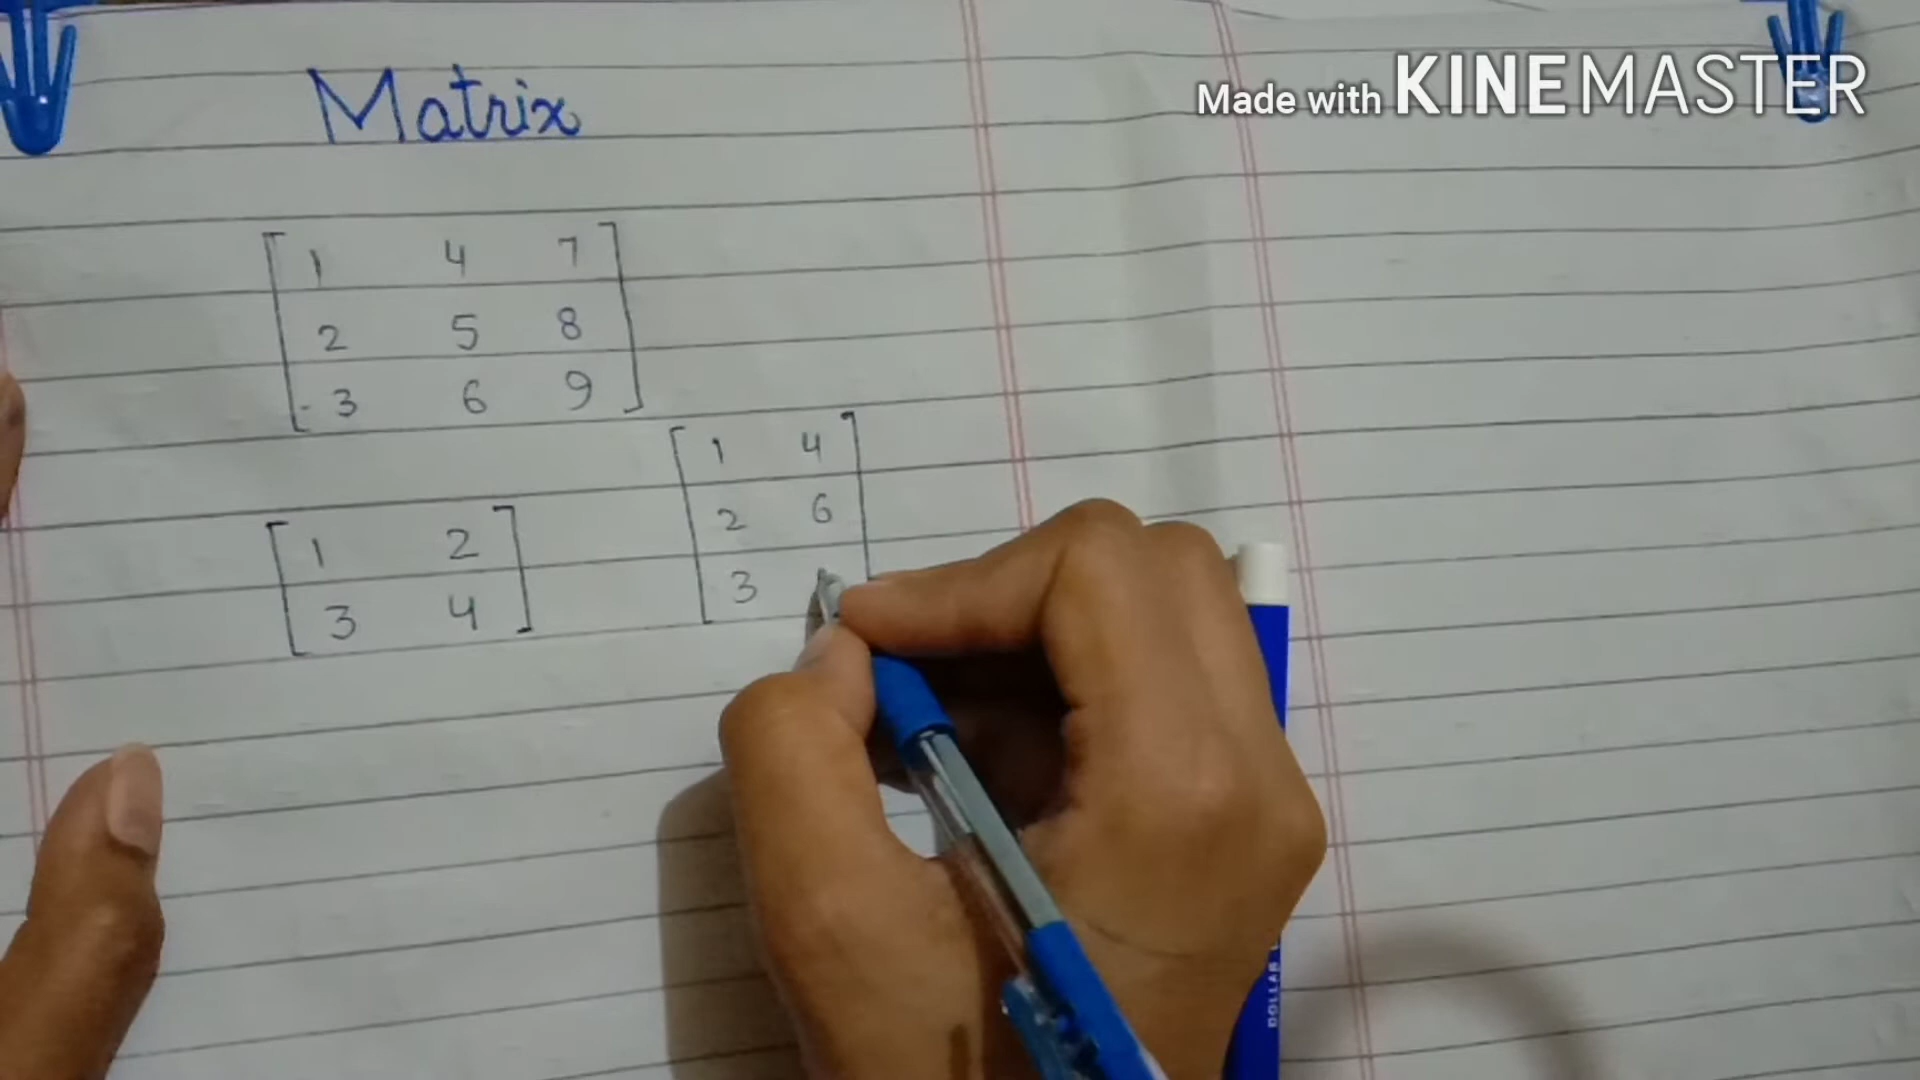 Matrix
Made with KINEMASTER
1 4 7
2 5 8
- 3 6 9
1 4
2 6
3
1 2
3 4
DOLLAR